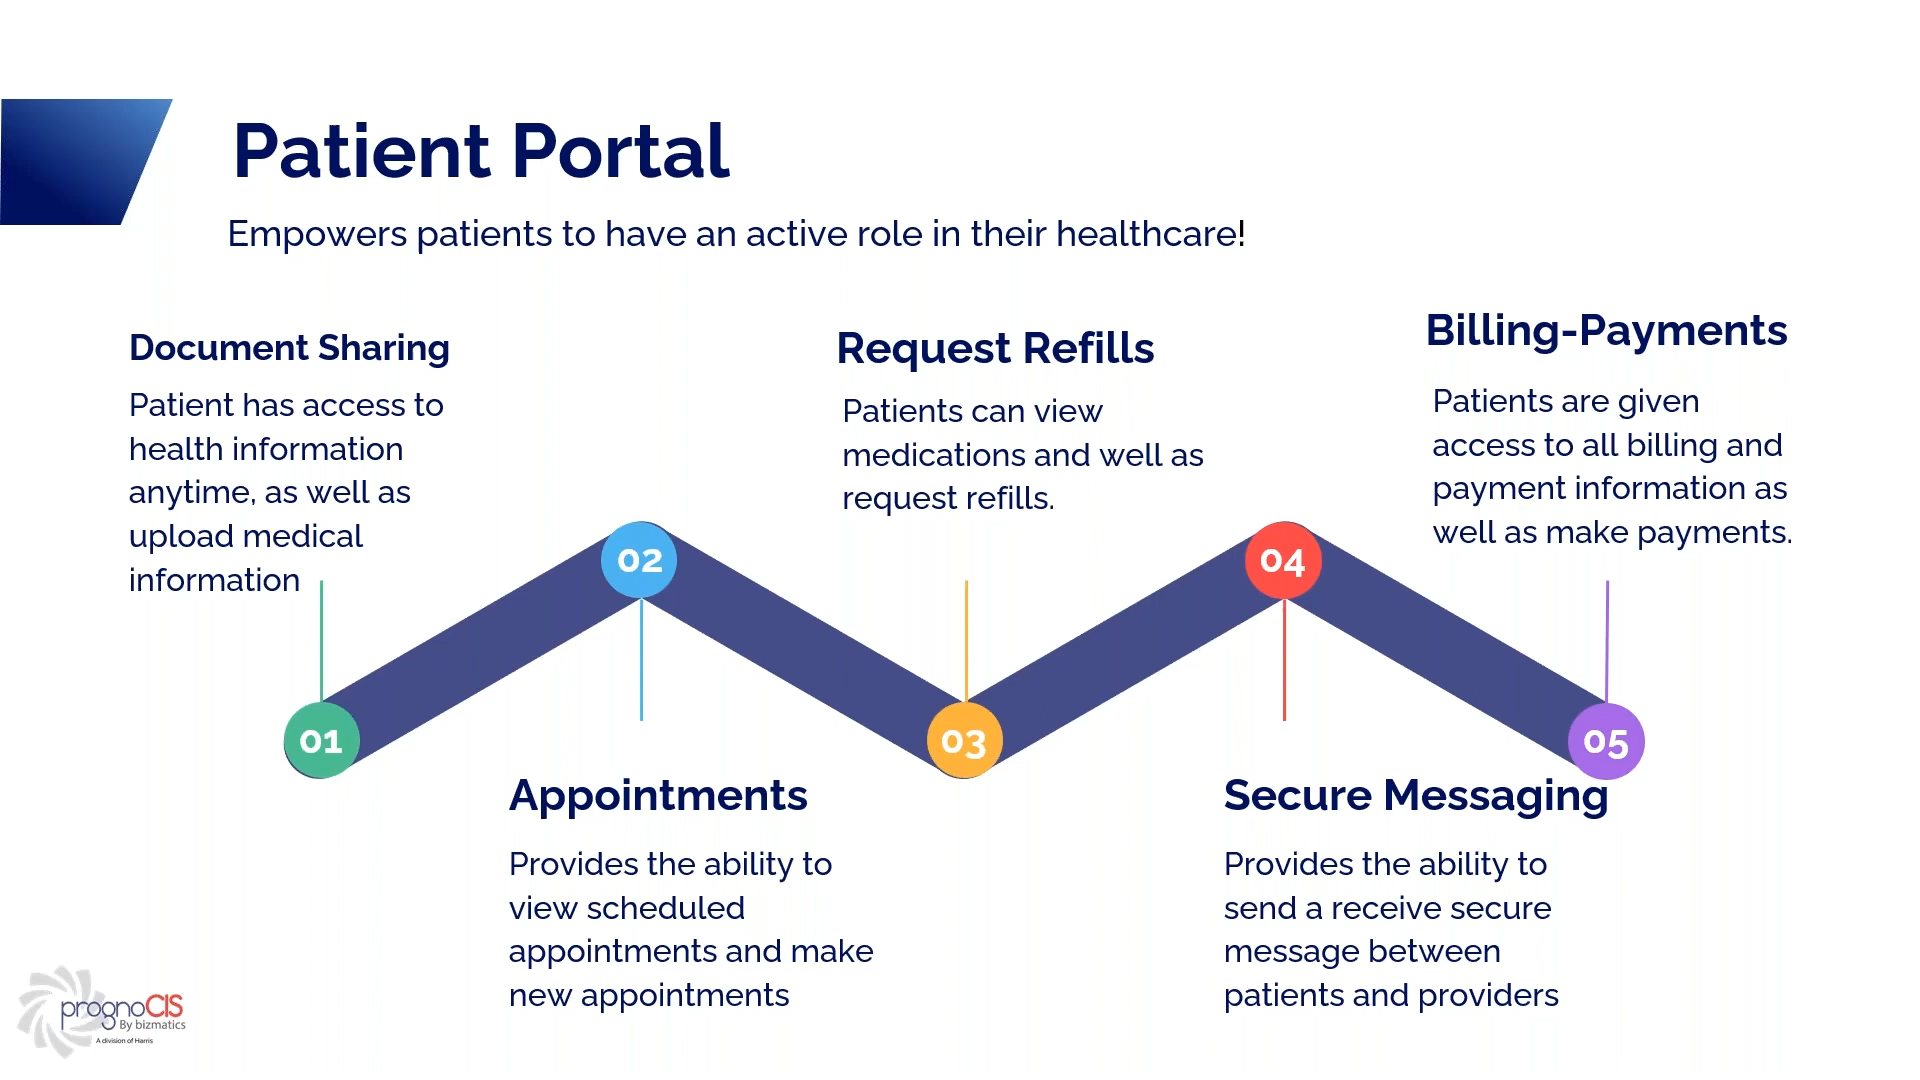 Patient Portal
Empowers patients to have an active role in their healthcare!
Document Sharing
Patient has access to
health information
anytime, as well as
upload medical
information
Request Refills
Patients can view
medications and well as
request refills.
Billing-Payments
Patients are given
access to all billing and
payment information as
well as make payments.
01
02
03
04
05
Appointments
Provides the ability to
view scheduled
appointments and make
new appointments
Secure Messaging
Provides the ability to
send a receive secure
message between
patients and providers
prognoCIS
By bizmatics
A division of Harris